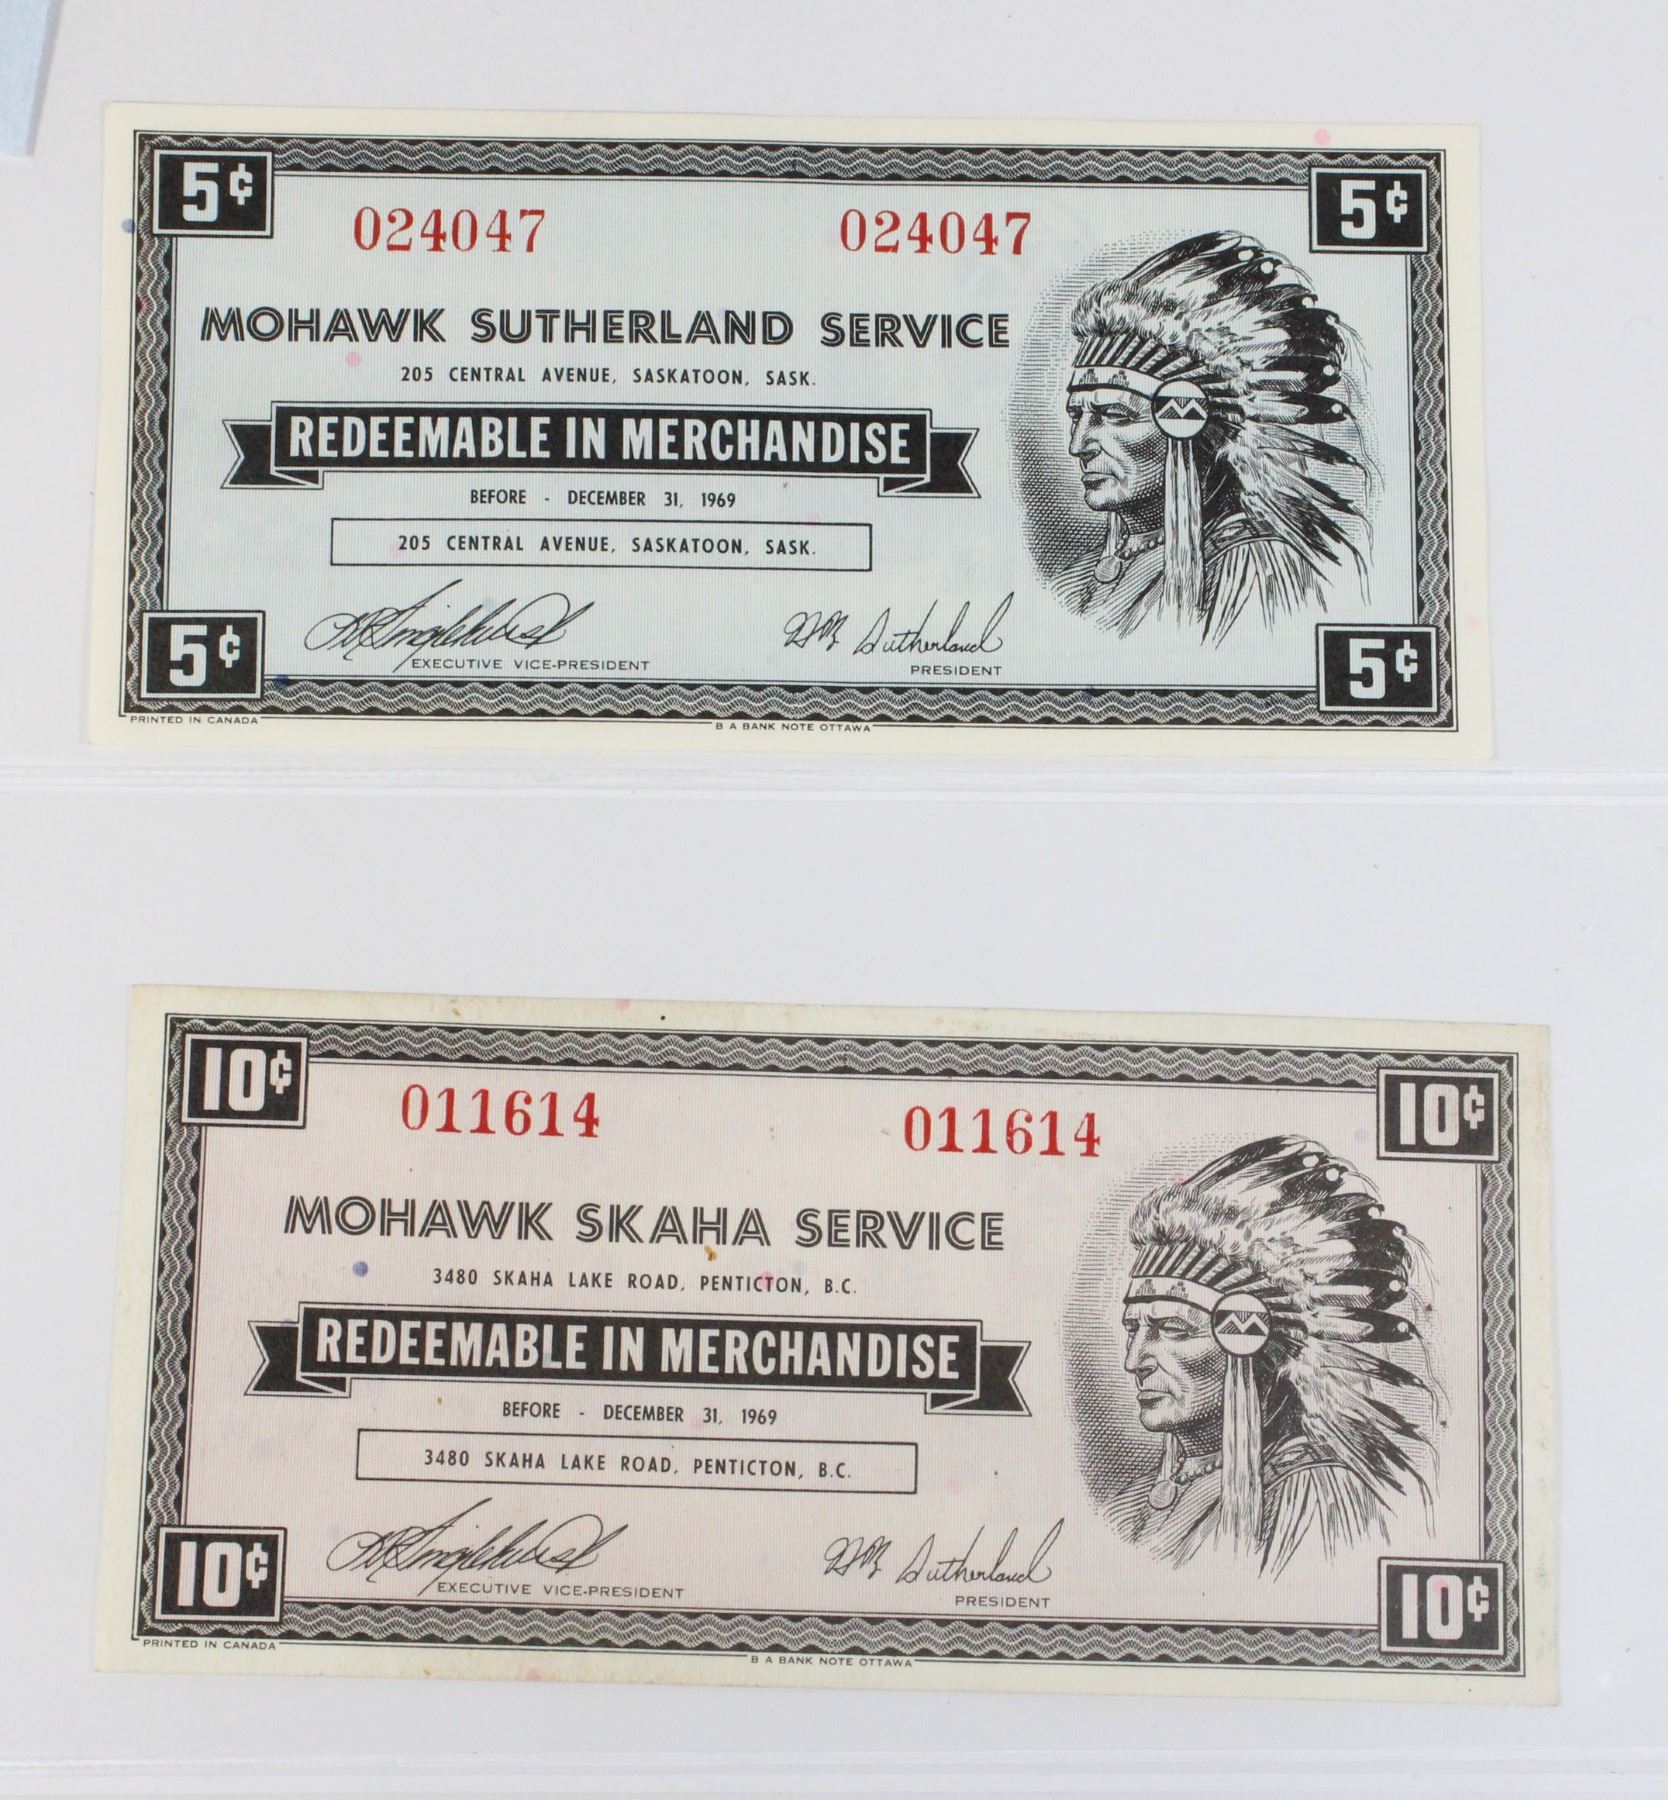 5¢ 5¢
024047 024047
MOHAWK SUTHERLAND SERVICE
205 CENTRAL AVENUE, SASKATOON, SASK.
REDEEMABLE IN MERCHANDISE
BEFORE - DECEMBER 31, 1969
205 CENTRAL AVENUE, SASKATOON, SASK.
Sutherland
EXECUTIVE VICE-PRESIDENT PRESIDENT
5¢ 5¢
PRINTED IN CANADA B A BANK NOTE OTTAWA
10¢ 10¢
011614 011614
MOHAWK SKAHA SERVICE
3480 SKAHA LAKE ROAD, PENTICTON, B.C.
REDEEMABLE IN MERCHANDISE
BEFORE - DECEMBER 31, 1969
3480 SKAHA LAKE ROAD, PENTICTON, B.C.
Sutherland
EXECUTIVE VICE-PRESIDENT PRESIDENT
10¢ 10¢
PRINTED IN CANADA B A BANK NOTE OTTAWA